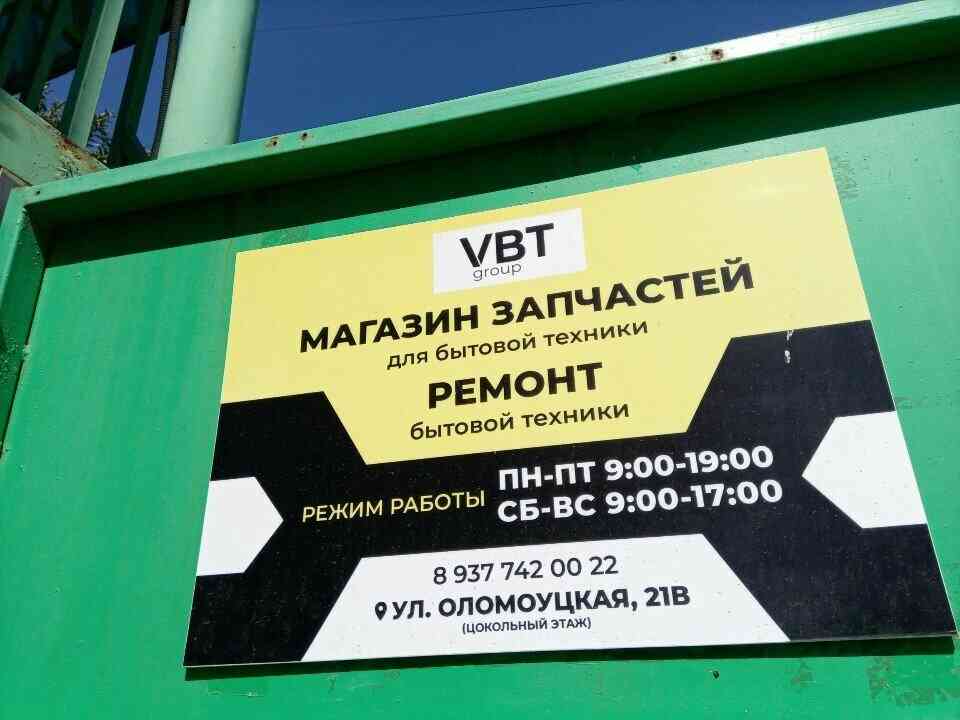 VBT
group
МАГАЗИН ЗАПЧАСТЕЙ
для бытовой техники
РЕМОНТ
бытовой техники
РЕЖИМ РАБОТЫ
ПН-ПТ 9:00-19:00
СБ-ВС 9:00-17:00
8 937 742 00 22
УЛ. ОЛОМОУЦКАЯ, 21В
(ЦОКОЛЬНЫЙ ЭТАЖ)